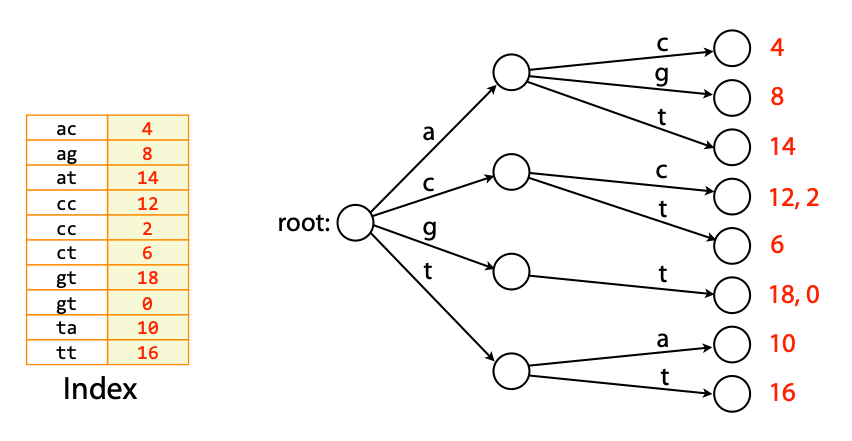 ac 4
ag 8
at 14
cc 12
cc 2
ct 6
gt 18
gt 0
ta 10
tt 16
Index
root:
a
c
g
t
c
g
t
c
t
t
a
t
4
8
14
12, 2
6
18, 0
10
16